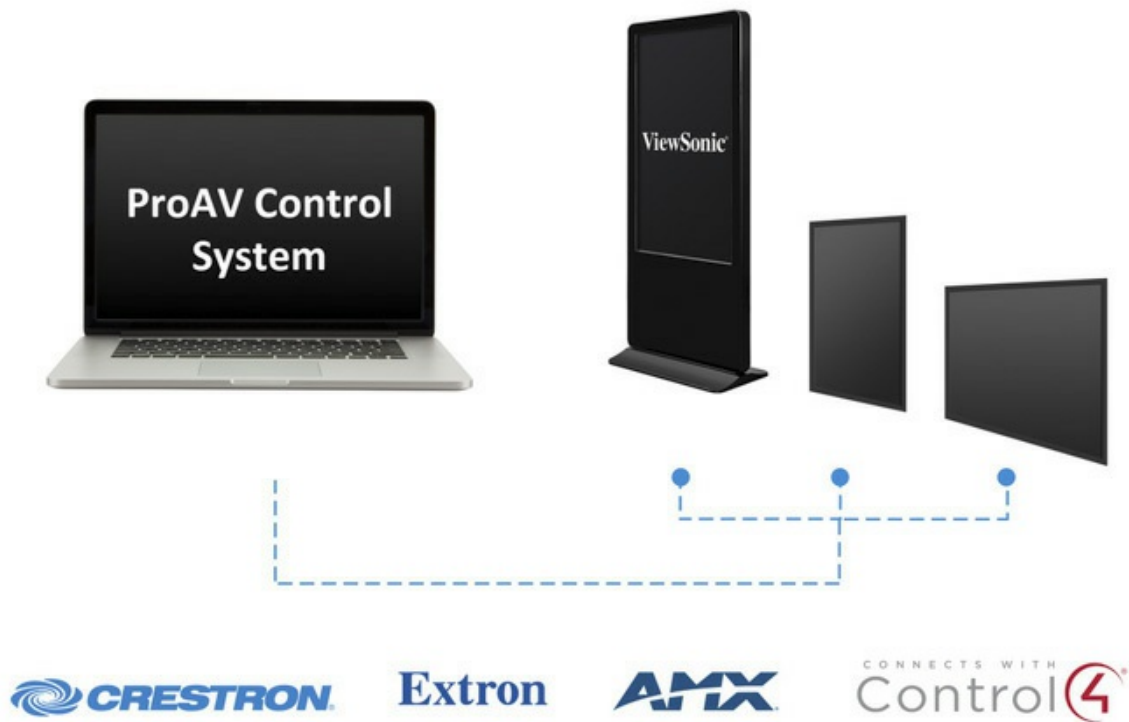 ProAV Control
System
ViewSonic®
CRESTRON®
Extron
AMX
CONNECTS WITH
Control4®